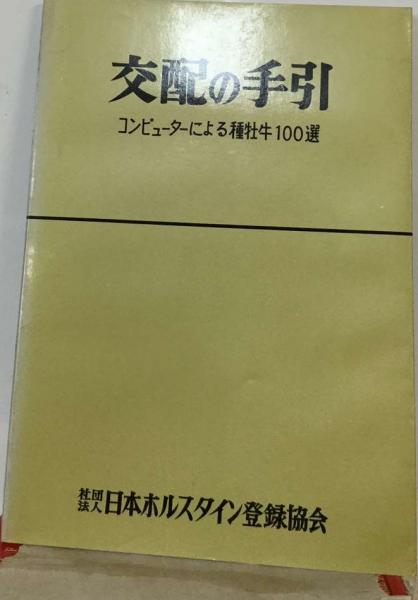 交配の手引
コンピューターによる種牡牛100選
社団法人日本ホルスタイン登録協会